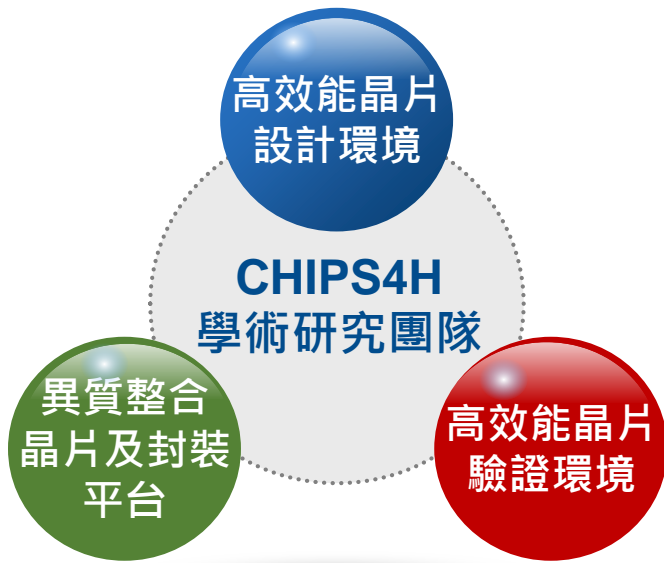 高效能晶片
設計環境
CHIPS4H
學術研究團隊
異質整合
晶片及封裝
平台
高效能晶片
驗證環境